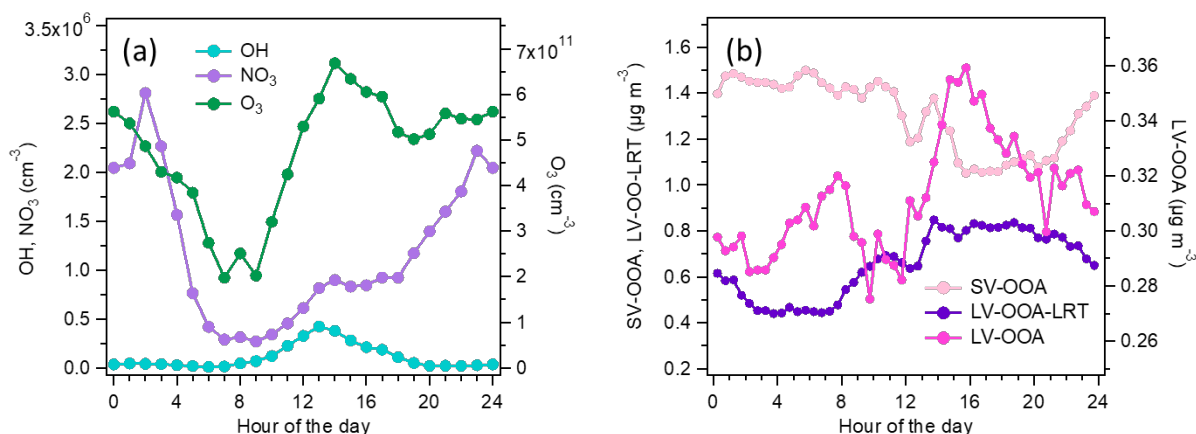 (a)
OH
NO3
O3
3.5x10^6
3.0
2.5
2.0
1.5
1.0
0.5
0.0
OH, NO3 (cm-3)
7x10^11
6
5
4
3
2
1
0
O3 (cm-3)
0 4 8 12 16 20 24
Hour of the day
(b)
1.6
1.4
1.2
1.0
0.8
0.6
0.4
0.2
SV-OOA, LV-OO-LRT (µg m-3)
0.36
0.34
0.32
0.30
0.28
0.26
LV-OOA (µg m-3)
SV-OOA
LV-OOA-LRT
LV-OOA
0 4 8 12 16 20 24
Hour of the day